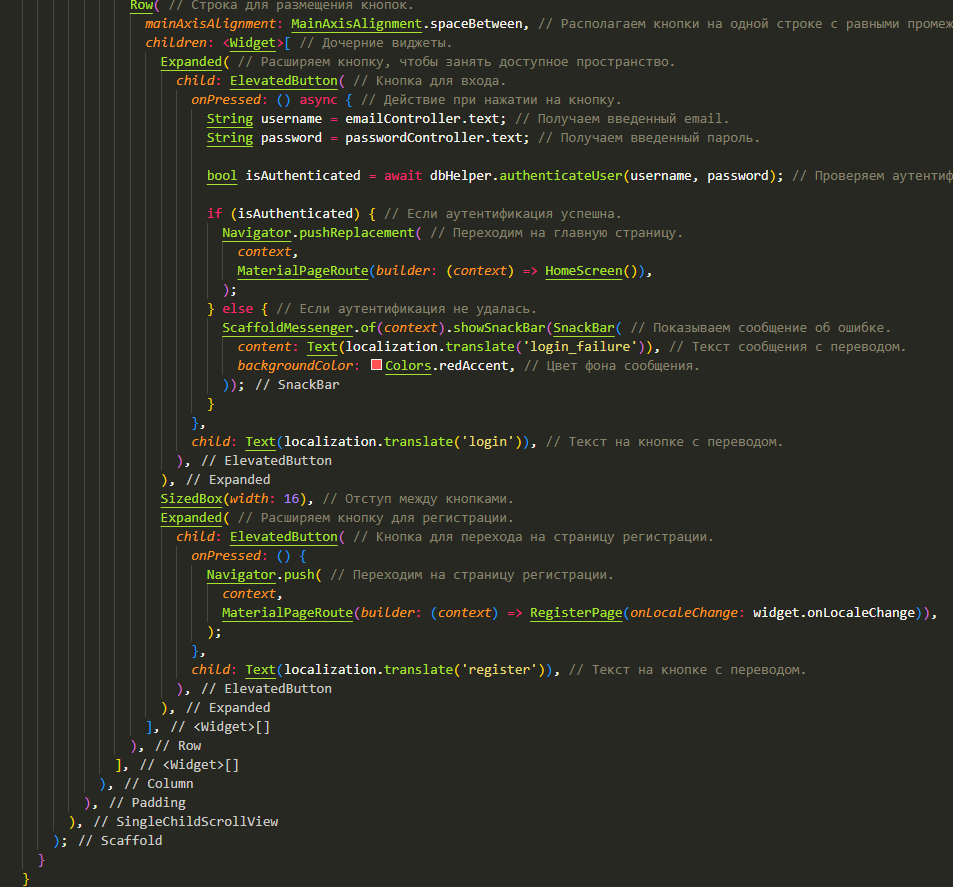 Row( // Строка для размещения кнопок.
mainAxisAlignment: MainAxisAlignment.spaceBetween, // Располагаем кнопки на одной строке с равными
children: <Widget>[ // Дочерние виджеты.
Expanded( // Расширяем кнопку, чтобы занять доступное пространство.
child: ElevatedButton( // Кнопка для входа.
onPressed: () async { // Действие при нажатии на кнопку.
String username = emailController.text; // Получаем введенный email.
String password = passwordController.text; // Получаем введенный пароль.
bool isAuthenticated = await dbHelper.authenticateUser(username, password); // Проверяем
if (isAuthenticated) { // Если аутентификация успешна.
Navigator.pushReplacement( // Переходим на главную страницу.
context,
MaterialPageRoute(builder: (context) => HomeScreen()),
);
} else { // Если аутентификация не удалась.
ScaffoldMessenger.of(context).showSnackBar(SnackBar( // Показываем сообщение об ошибке.
content: Text(localization.translate('login_failure')), // Текст сообщения с переводом.
backgroundColor: Colors.redAccent, // Цвет фона сообщения.
)); // SnackBar
}
},
child: Text(localization.translate('login')), // Текст на кнопке с переводом.
), // ElevatedButton
), // Expanded
SizedBox(width: 16), // Отступ между кнопками.
Expanded( // Расширяем кнопку для регистрации.
child: ElevatedButton( // Кнопка для перехода на страницу регистрации.
onPressed: () {
Navigator.push( // Переходим на страницу регистрации.
context,
MaterialPageRoute(builder: (context) => RegisterPage(onLocaleChange: widget.onLocaleChange)),
);
},
child: Text(localization.translate('register')), // Текст на кнопке с переводом.
), // ElevatedButton
), // Expanded
], // <Widget>[]
), // Row
], // <Widget>[]
), // Column
), // Padding
), // SingleChildScrollView
); // Scaffold
}
}